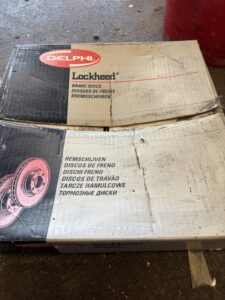 DELPHI
Lockheed®
BRAKE DISCS
DISQUES DE FREINS
BREMSSCHEIBEN
REMSCHIJVEN
DISCOS DE FRENO
DISCHI FRENO
DISCOS DE TRAVÃO
TARCZE HAMULCOWE
ТОРМОЗНЫЕ ДИСКИ